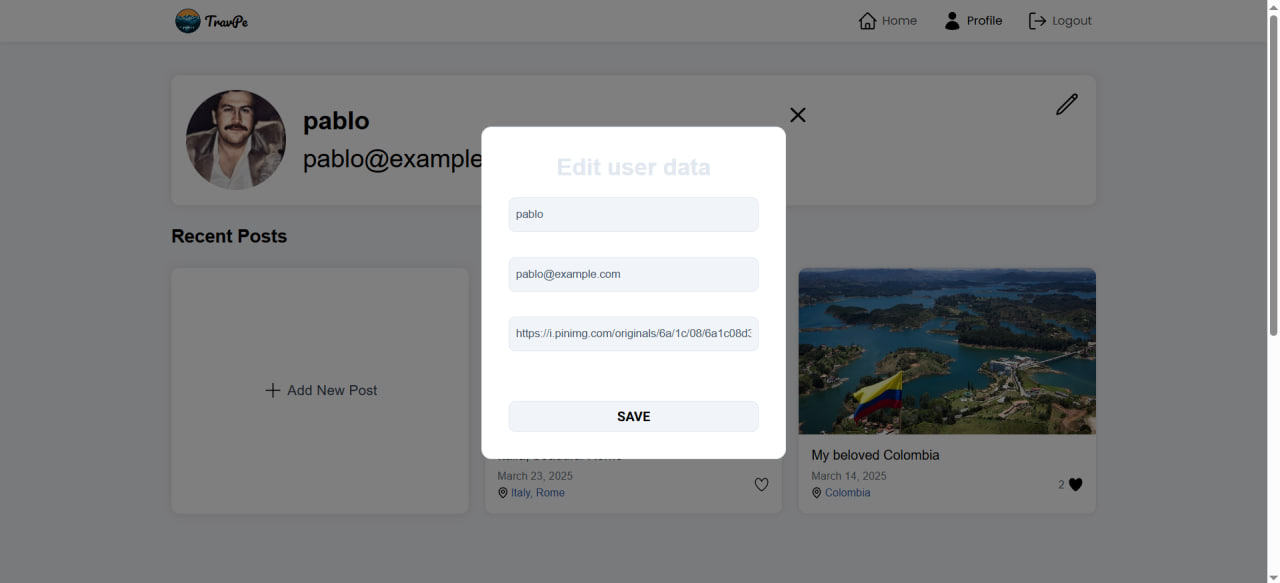 TravPe
Home
Profile
Logout
pablo
pablo@example
Edit user data
pablo
pablo@example.com
https://i.pinimg.com/originals/6a/1c/08/6a1c08d3
SAVE
Recent Posts
Add New Post
March 23, 2025
Italy, Rome
My beloved Colombia
March 14, 2025
Colombia
2